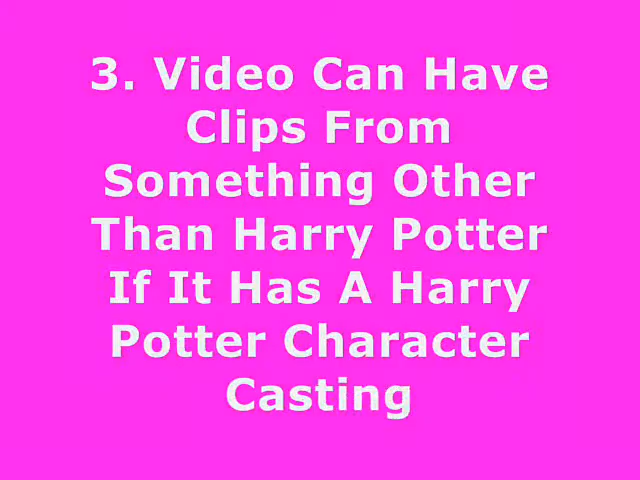 3. Video Can Have
Clips From
Something Other
Than Harry Potter
If It Has A Harry
Potter Character
Casting